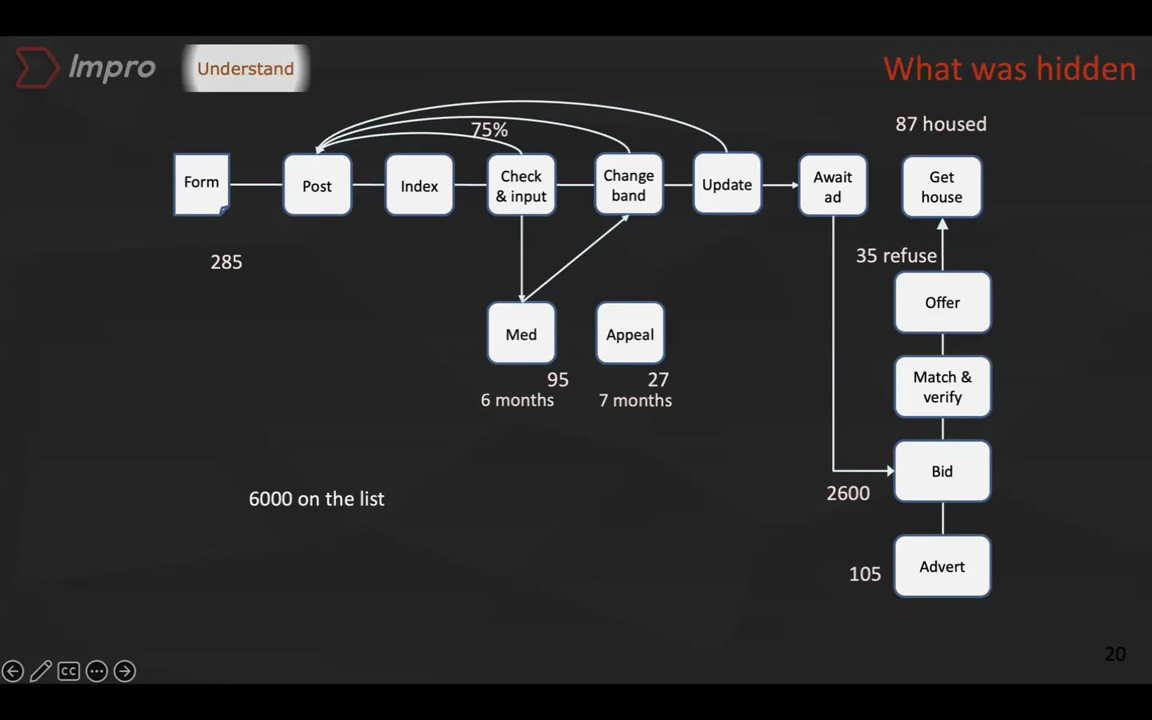 Impro
Understand
What was hidden
87 housed
75%
Form
Post
Index
Check
& input
Change
band
Update
Await
ad
Get
house
285
35 refuse
Offer
Med
Appeal
95
27
6 months
7 months
Match &
verify
Bid
2600
6000 on the list
Advert
105
20
CC